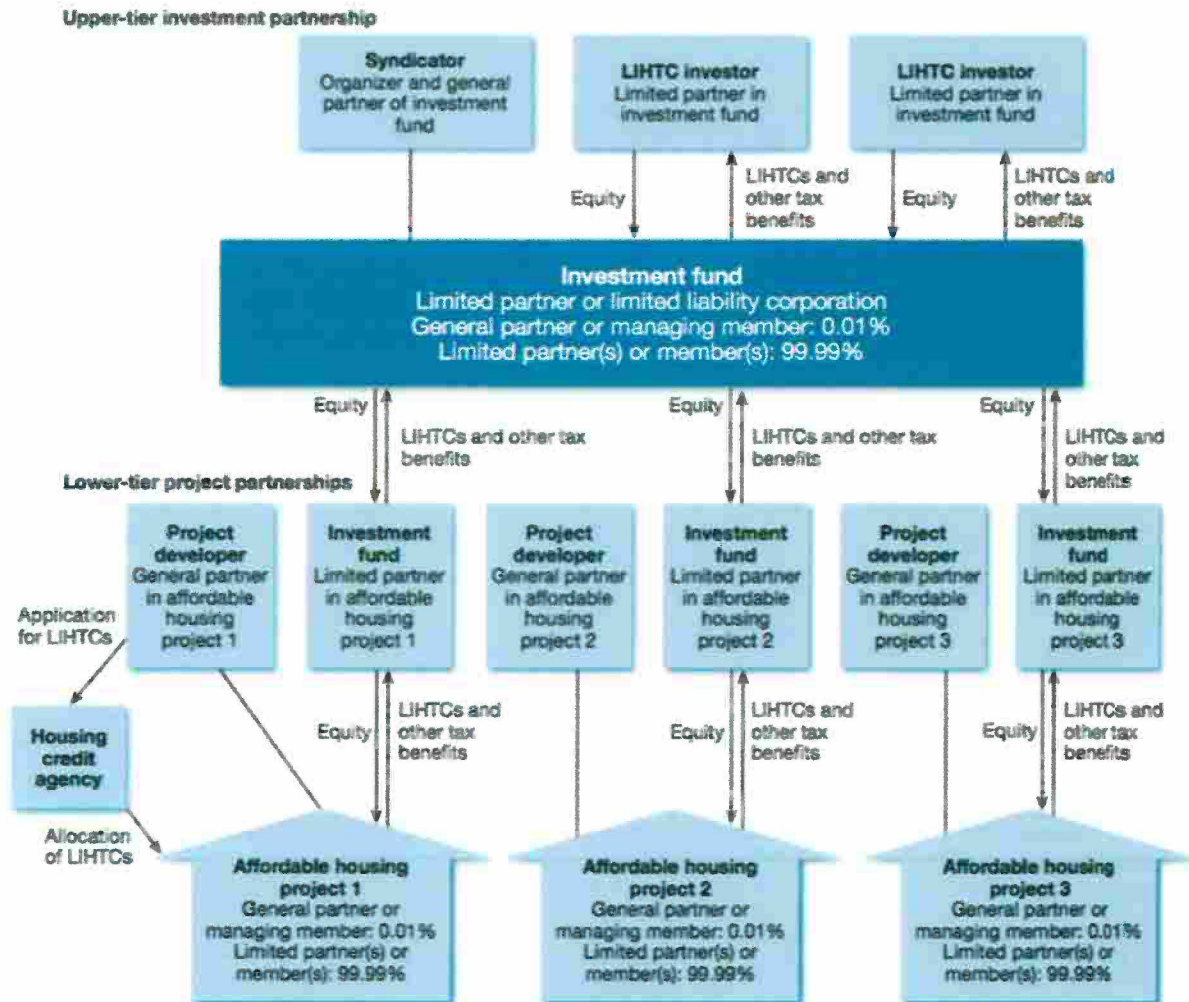 Upper-tier investment partnership
Syndicator
Organizer and general
partner of investment
fund
LIHTC investor
Limited partner in
investment fund
LIHTC investor
Limited partner in
investment fund
Equity
LIHTCs and
other tax
benefits
Equity
LIHTCs and
other tax
benefits
Investment fund
Limited partner or limited liability corporation
General partner or managing member: 0.01%
Limited partner(s) or member(s): 99.99%
Equity
LIHTCs and other tax
benefits
Equity
LIHTCs and other tax
benefits
Equity
LIHTCs and
other tax
benefits
Lower-tier project partnerships
Project
developer
General partner
in affordable
housing
project 1
Investment
fund
Limited partner
in affordable
housing
project 1
Project
developer
General partner
in affordable
housing
project 2
Investment
fund
Limited partner
in affordable
housing
project 2
Project
developer
General partner
in affordable
housing
project 3
Investment
fund
Limited partner
in affordable
housing
project 3
Application
for LIHTCs
Housing
credit
agency
Allocation
of LIHTCs
Equity
LIHTCs and
other tax
benefits
Equity
LIHTCs and
other tax
benefits
Equity
LIHTCs and
other tax
benefits
Affordable housing
project 1
General partner or
managing member: 0.01%
Limited partner(s) or
member(s): 99.99%
Affordable housing
project 2
General partner or
managing member: 0.01%
Limited partner(s) or
member(s): 99.99%
Affordable housing
project 3
General partner or
managing member: 0.01%
Limited partner(s) or
member(s): 99.99%